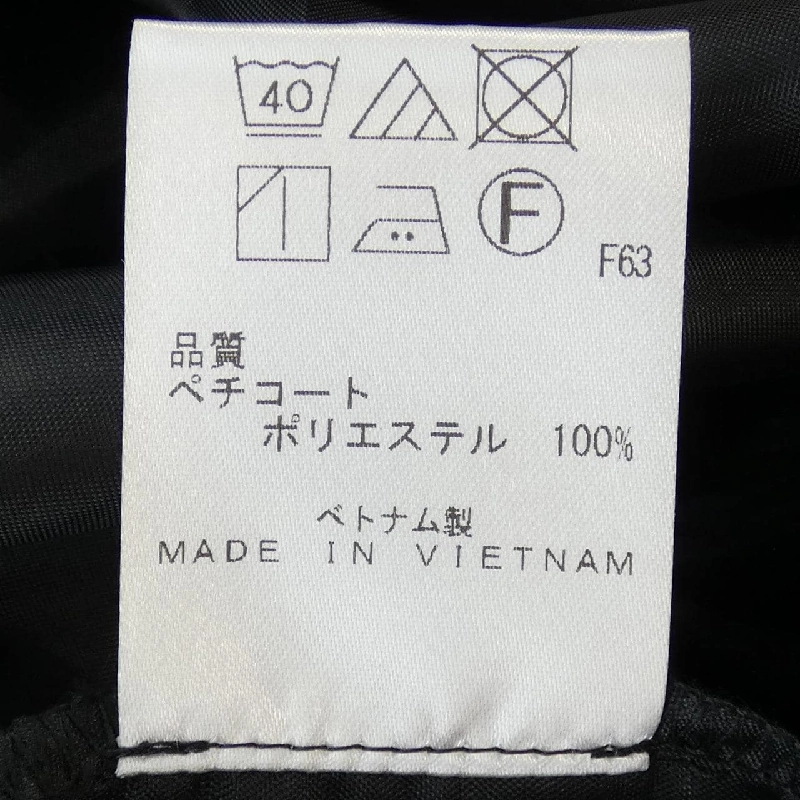 40
F
F63
品質
ペチコート
ポリエステル 100%
ベトナム製
MADE IN VIETNAM